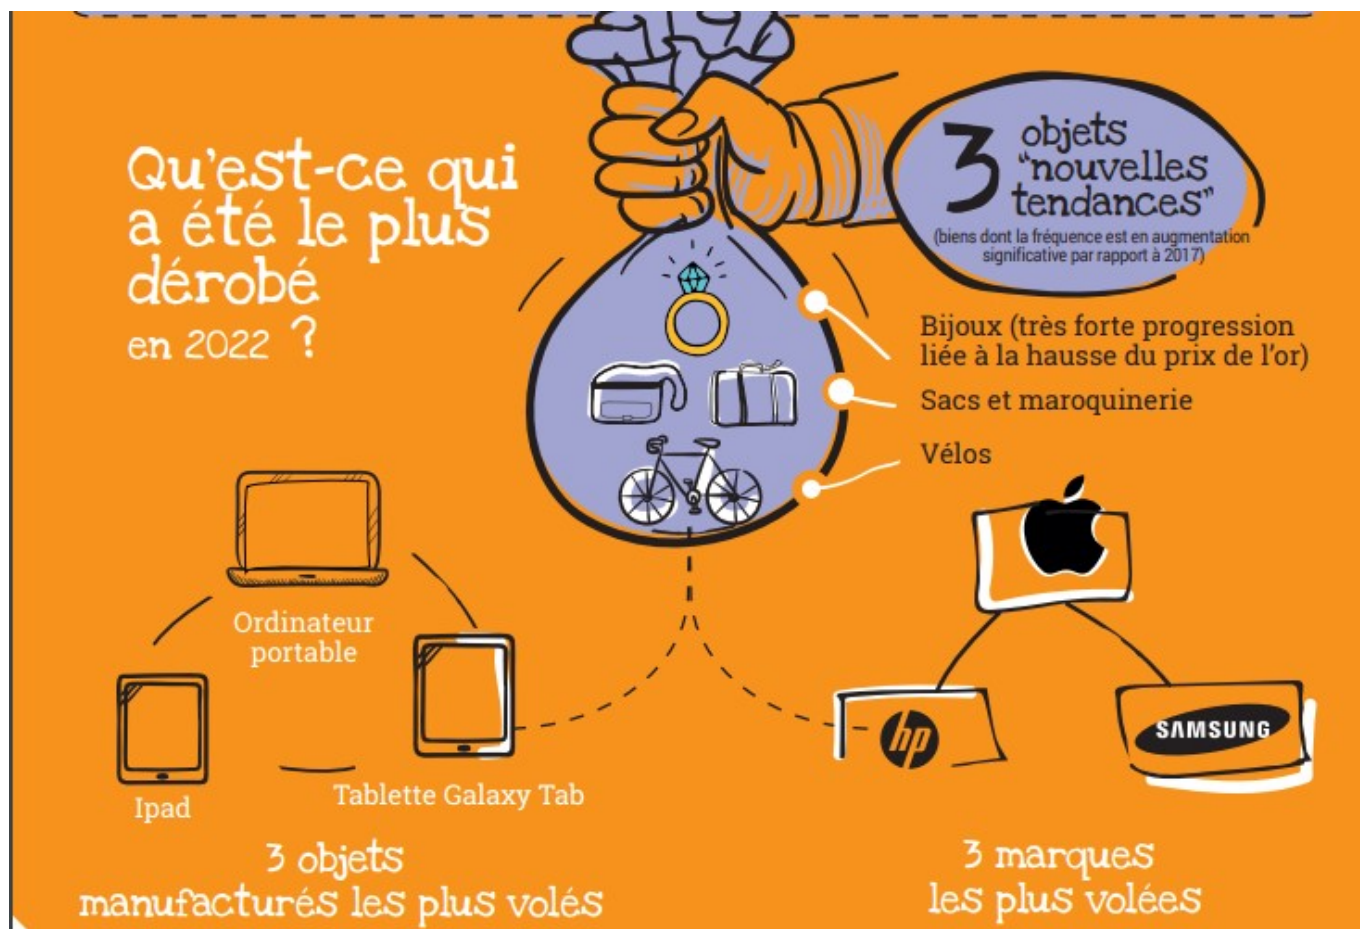 Qu'est-ce qui
a été le plus
dérobé
en 2022 ?
3 objets
"nouvelles
tendances"
(biens dont la fréquence est en augmentation
significative par rapport à 2017)
Bijoux (très forte progression
liée à la hausse du prix de l'or)
Sacs et maroquinerie
Vélos
Ordinateur
portable
Ipad
Tablette Galaxy Tab
3 objets
manufacturés les plus volés
hp
SAMSUNG
3 marques
les plus volées